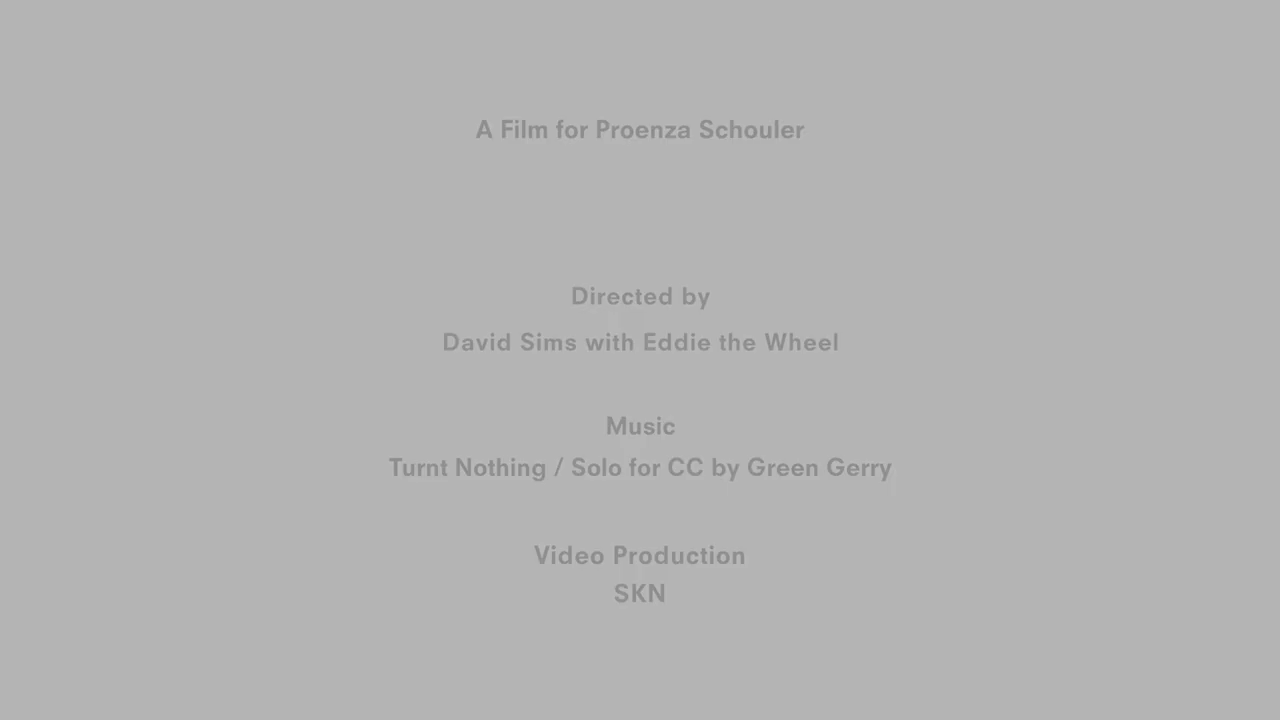 A Film for Proenza Schouler
Directed by
David Sims with Eddie the Wheel
Music
Turnt Nothing / Solo for CC by Green Gerry
Video Production
SKN